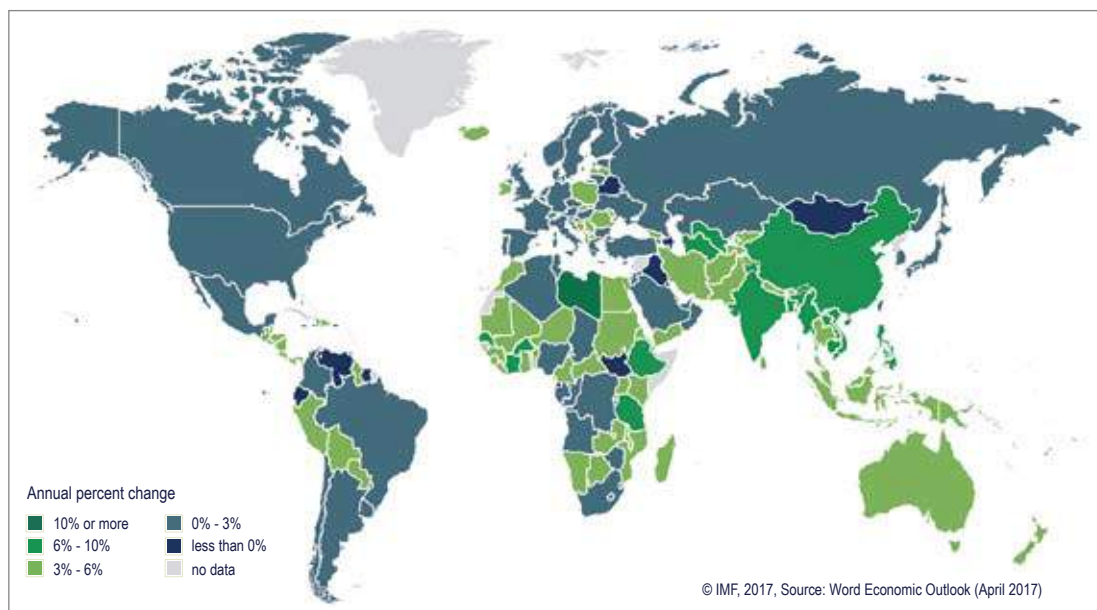 Annual percent change
10% or more
6% - 10%
3% - 6%
0% - 3%
less than 0%
no data
© IMF, 2017, Source: Word Economic Outlook (April 2017)